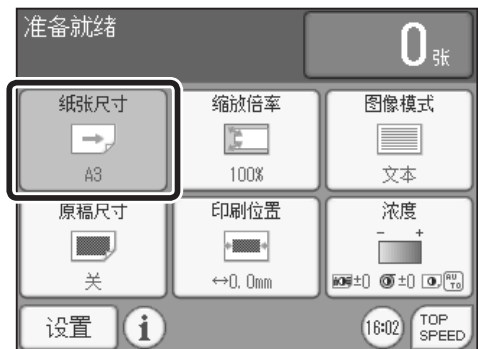 准备就绪
0张
纸张尺寸
A3
缩放倍率
100%
图像模式
文本
原稿尺寸
关
印刷位置
↔0, 0mm
浓度
- +
±0 ±0 AUTO
设置
i
16:02
TOP
SPEED